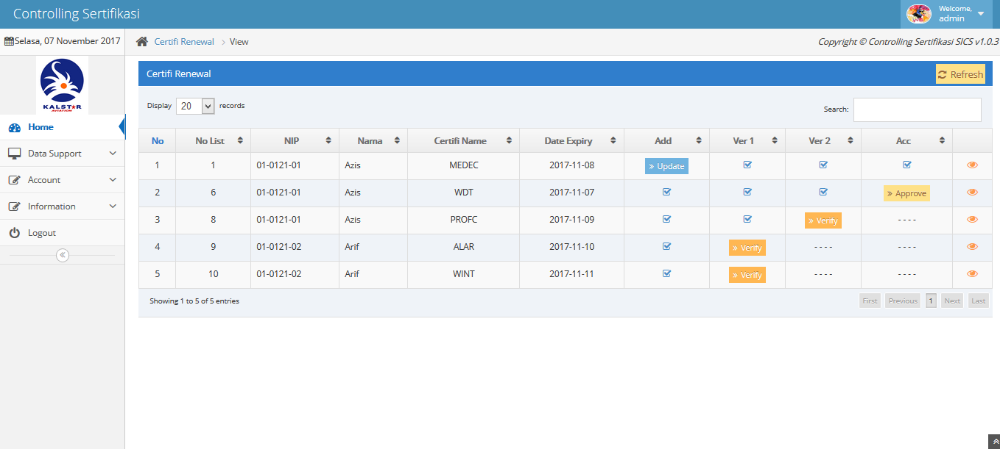 Controlling Sertifikasi
Welcome,
admin
Selasa, 07 November 2017
Certifi Renewal View
Copyright © Controlling Sertifikasi SICS v1.0.3
KALSTAR
AVIATION
Home
Data Support
Account
Information
Logout
Certifi Renewal
Refresh
Display 20 records
Search:
No No List NIP Nama Certifi Name Date Expiry Add Ver 1 Ver 2 Acc
1 1 01-0121-01 Azis MEDEC 2017-11-08 » Update
2 6 01-0121-01 Azis WDT 2017-11-07 » Approve
3 8 01-0121-01 Azis PROFC 2017-11-09 » Verify - - - -
4 9 01-0121-02 Arif ALAR 2017-11-10 » Verify - - - - - - - -
5 10 01-0121-02 Arif WINT 2017-11-11 » Verify - - - - - - - -
Showing 1 to 5 of 5 entries
First Previous 1 Next Last